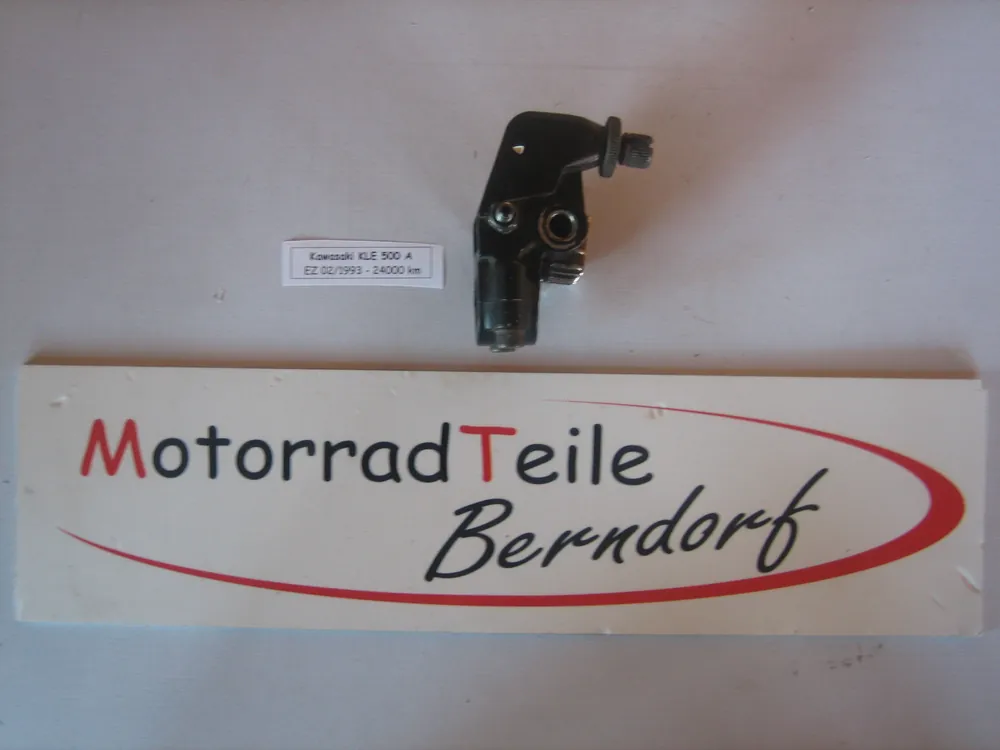 Kawasaki KLE 500 A
EZ 02/1993 - 24000 km
MotorradTeile
Berndorf